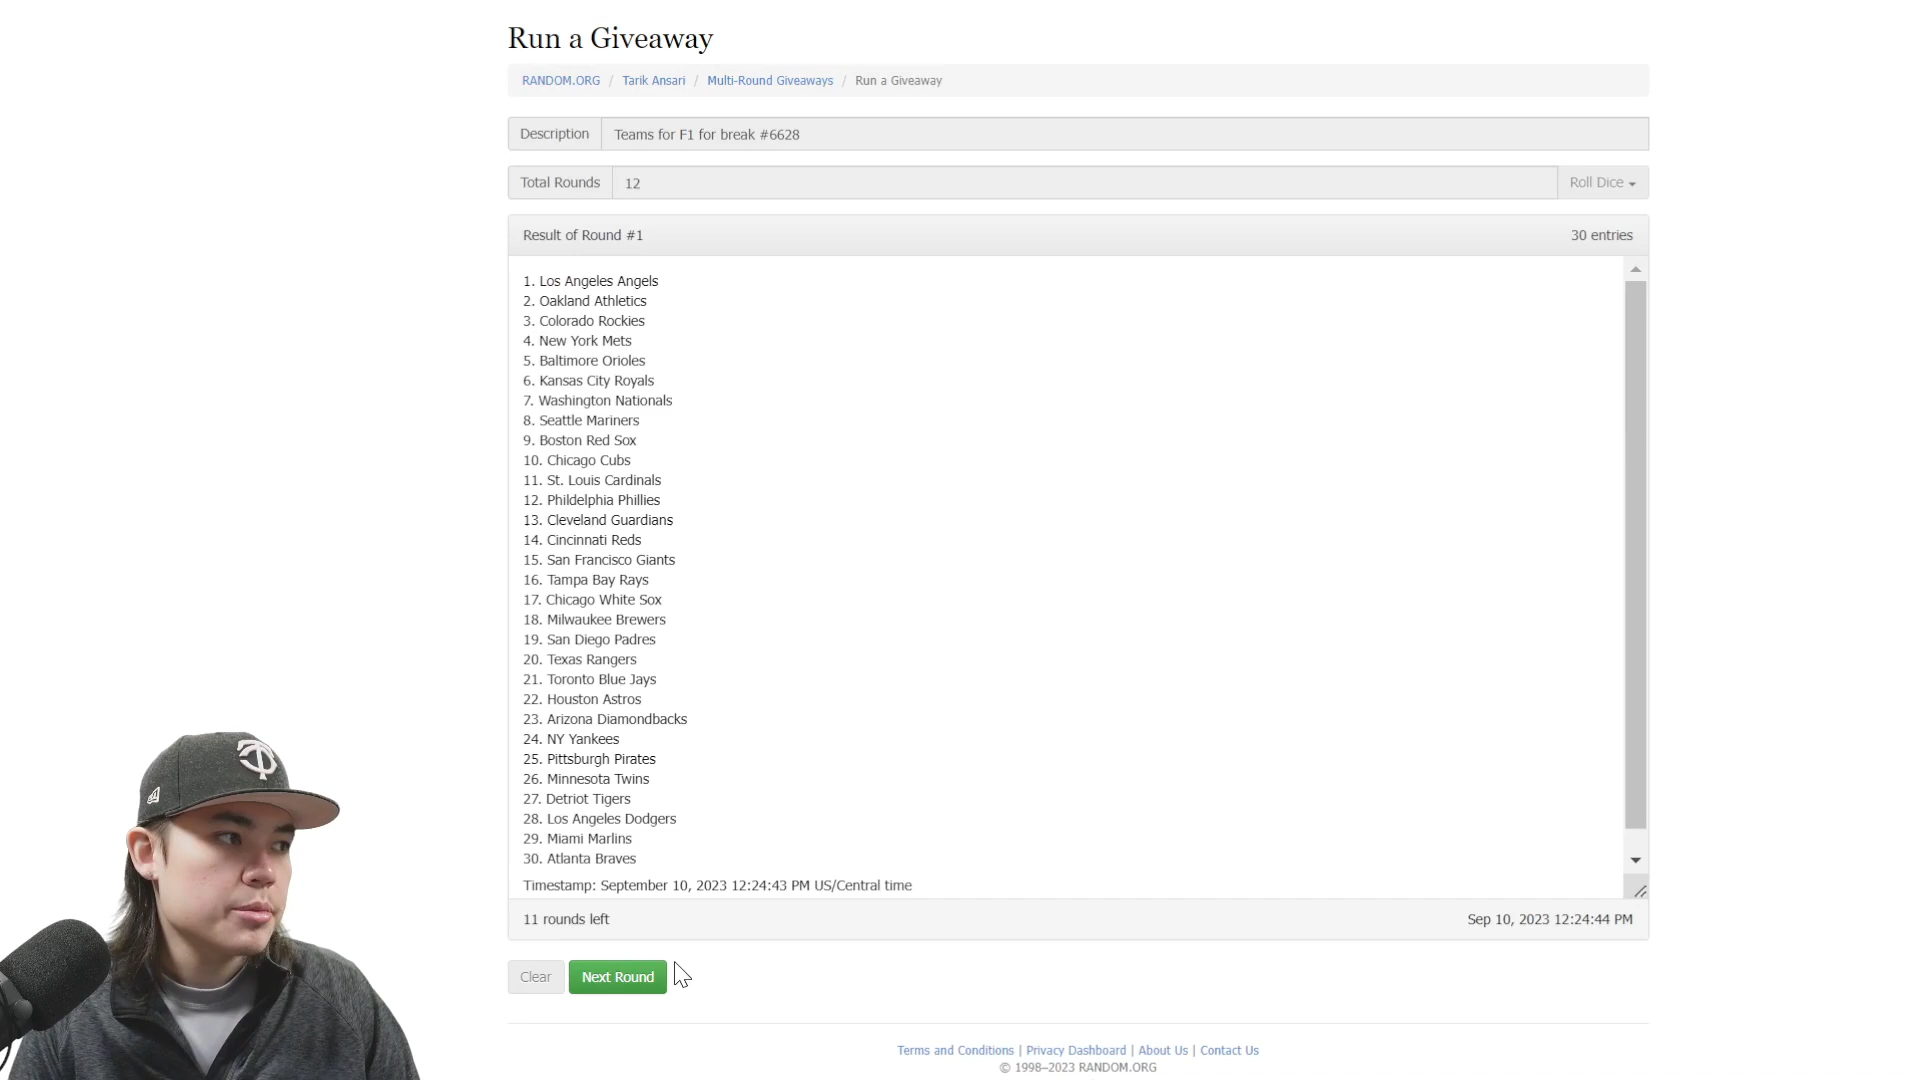 Run a Giveaway
RANDOM.ORG / Tarik Ansari / Multi-Round Giveaways / Run a Giveaway
Description Teams for F1 for break #6628
Total Rounds 12 Roll Dice
Result of Round #1 30 entries
1. Los Angeles Angels
2. Oakland Athletics
3. Colorado Rockies
4. New York Mets
5. Baltimore Orioles
6. Kansas City Royals
7. Washington Nationals
8. Seattle Mariners
9. Boston Red Sox
10. Chicago Cubs
11. St. Louis Cardinals
12. Phildelphia Phillies
13. Cleveland Guardians
14. Cincinnati Reds
15. San Francisco Giants
16. Tampa Bay Rays
17. Chicago White Sox
18. Milwaukee Brewers
19. San Diego Padres
20. Texas Rangers
21. Toronto Blue Jays
22. Houston Astros
23. Arizona Diamondbacks
24. NY Yankees
25. Pittsburgh Pirates
26. Minnesota Twins
27. Detriot Tigers
28. Los Angeles Dodgers
29. Miami Marlins
30. Atlanta Braves
Timestamp: September 10, 2023 12:24:43 PM US/Central time
11 rounds left Sep 10, 2023 12:24:44 PM
Clear Next Round
Terms and Conditions | Privacy Dashboard | About Us | Contact Us
© 1998–2023 RANDOM.ORG
TC